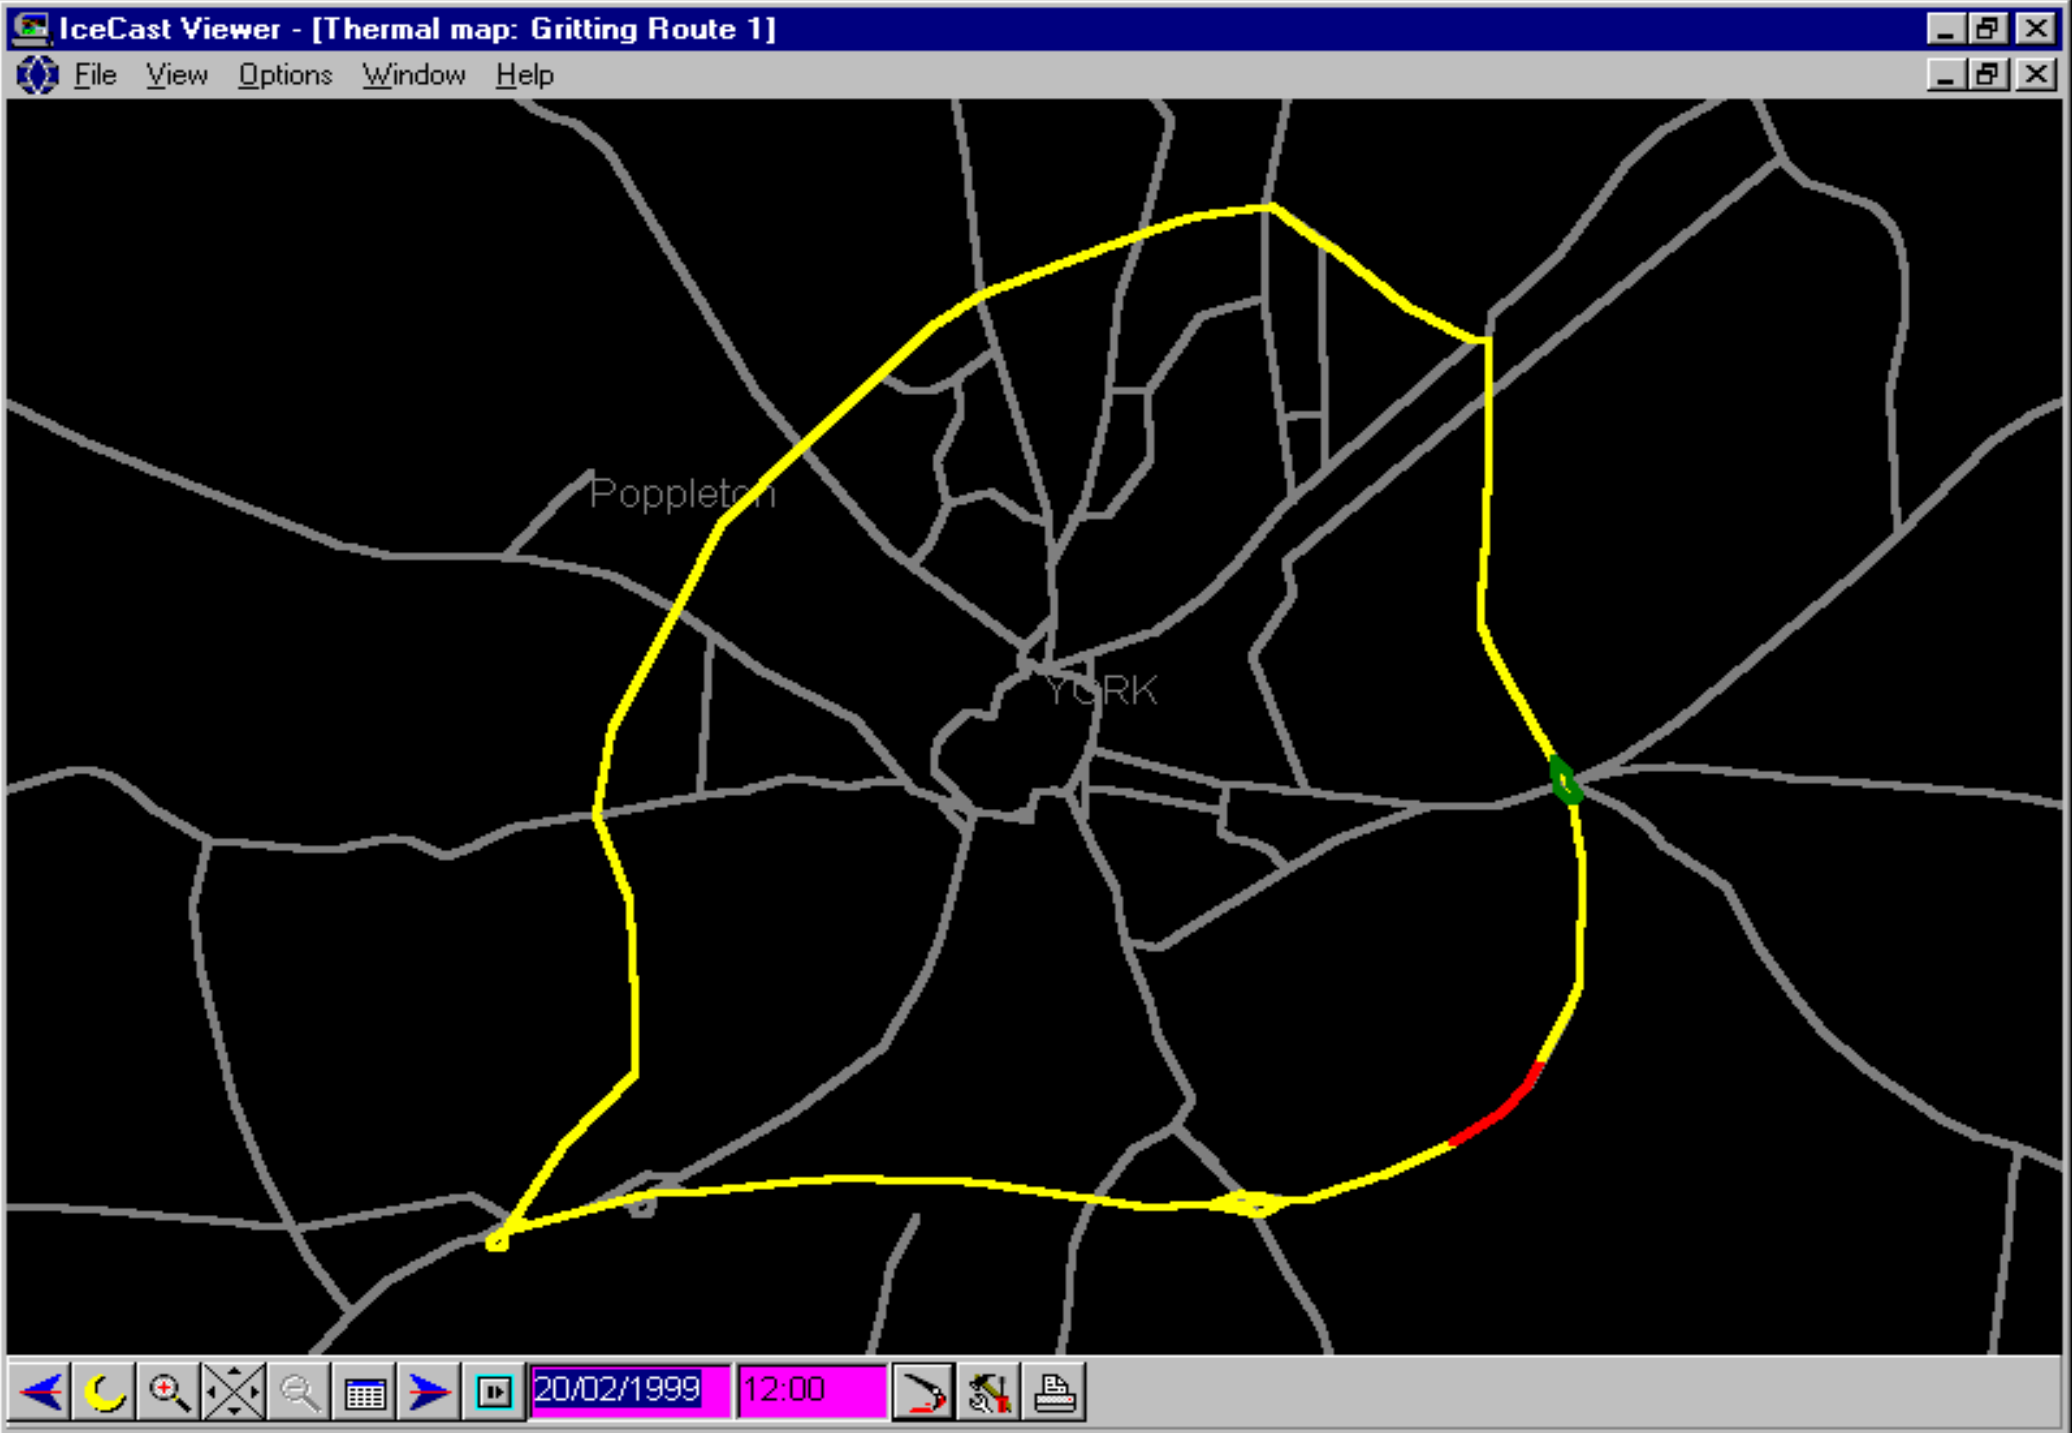 IceCast Viewer - [Thermal map: Gritting Route 1]
File View Options Window Help
Poppleton
YORK
20/02/1999 12:00